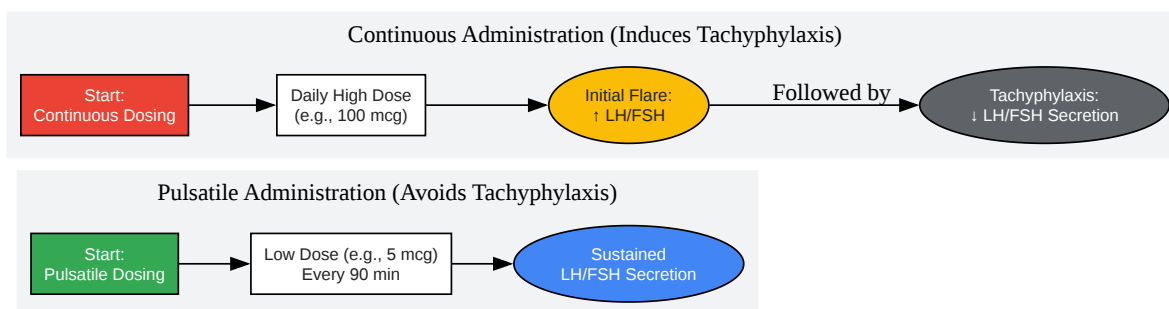 Continuous Administration (Induces Tachyphylaxis)
Start:
Continuous Dosing
Daily High Dose
(e.g., 100 mcg)
Initial Flare:
↑ LH/FSH
Followed by
Tachyphylaxis:
↓ LH/FSH Secretion
Pulsatile Administration (Avoids Tachyphylaxis)
Start:
Pulsatile Dosing
Low Dose (e.g., 5 mcg)
Every 90 min
Sustained
LH/FSH Secretion